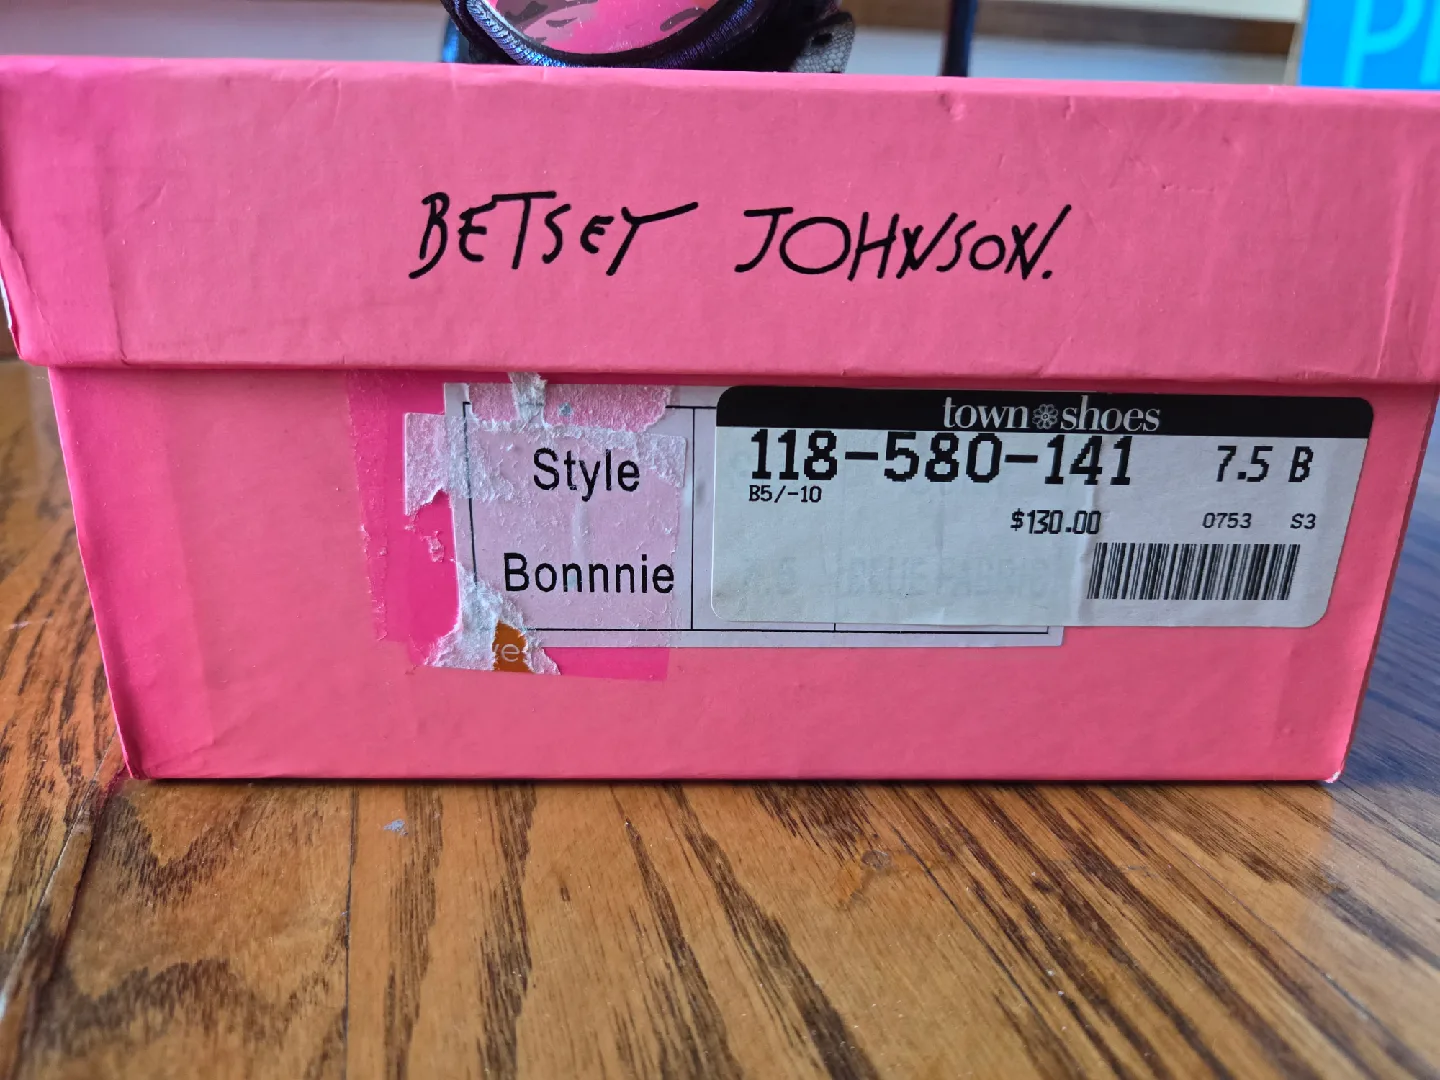 BETSEY JOHNSON.
town shoes
118-580-141 7.5 B
B5/-10
$130.00 0753 S3
Style
Bonnnie